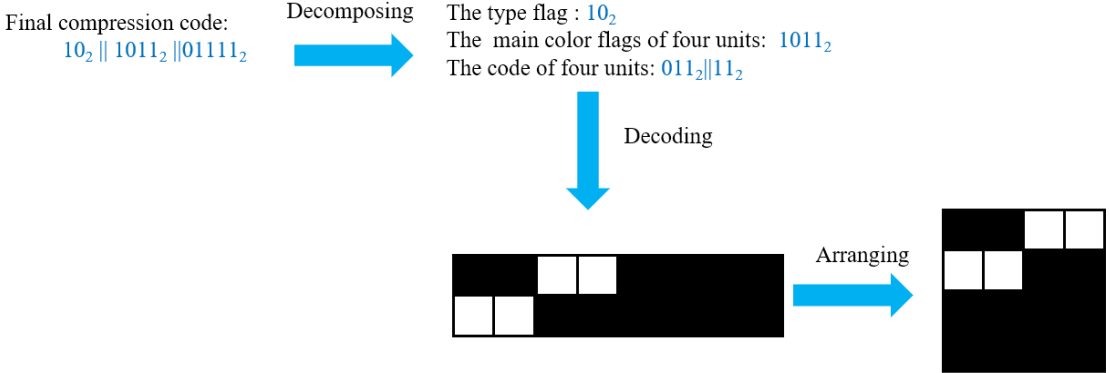 Final compression code:
10₂ || 1011₂ ||01111₂
Decomposing
The type flag : 10₂
The main color flags of four units: 1011₂
The code of four units: 011₂||11₂
Decoding
Arranging